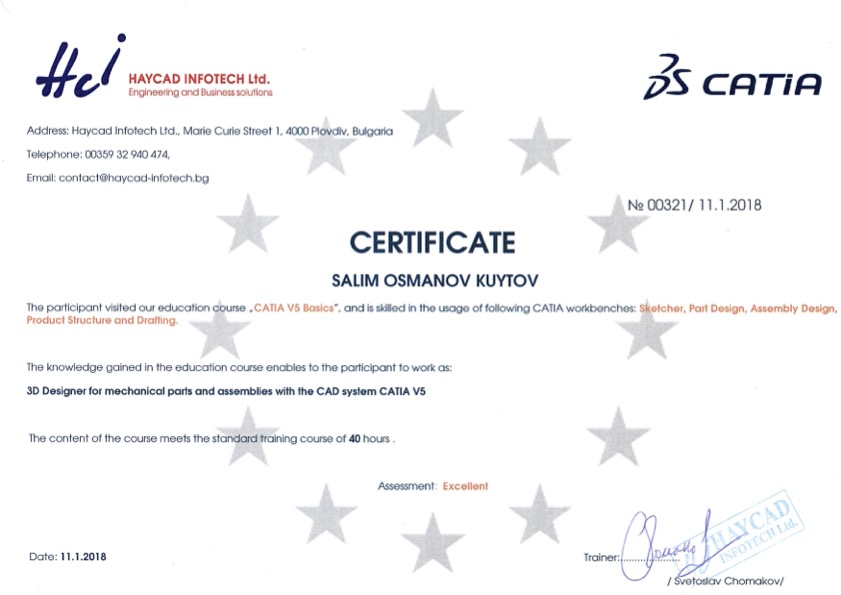 Hci
HAYCAD INFOTECH Ltd.
Engineering and Business solutions
3DS CATIA
Address: Haycad Infotech Ltd., Marie Curie Street 1, 4000 Plovdiv, Bulgaria
Telephone: 00359 32 940 474,
Email: contact@haycad-infotech.bg
№ 00321/ 11.1.2018
CERTIFICATE
SALIM OSMANOV KUYTOV
The participant visited our education course „CATIA V5 Basics", and is skilled in the usage of following CATIA workbenches: Sketcher, Part Design, Assembly Design,
Product Structure and Drafting.
The knowledge gained in the education course enables to the participant to work as:
3D Designer for mechanical parts and assemblies with the CAD system CATIA V5
The content of the course meets the standard training course of 40 hours .
Assessment: Excellent
Date: 11.1.2018
Trainer:
HAYCAD
INFOTECH Ltd.
/ Svetoslav Chomakov/